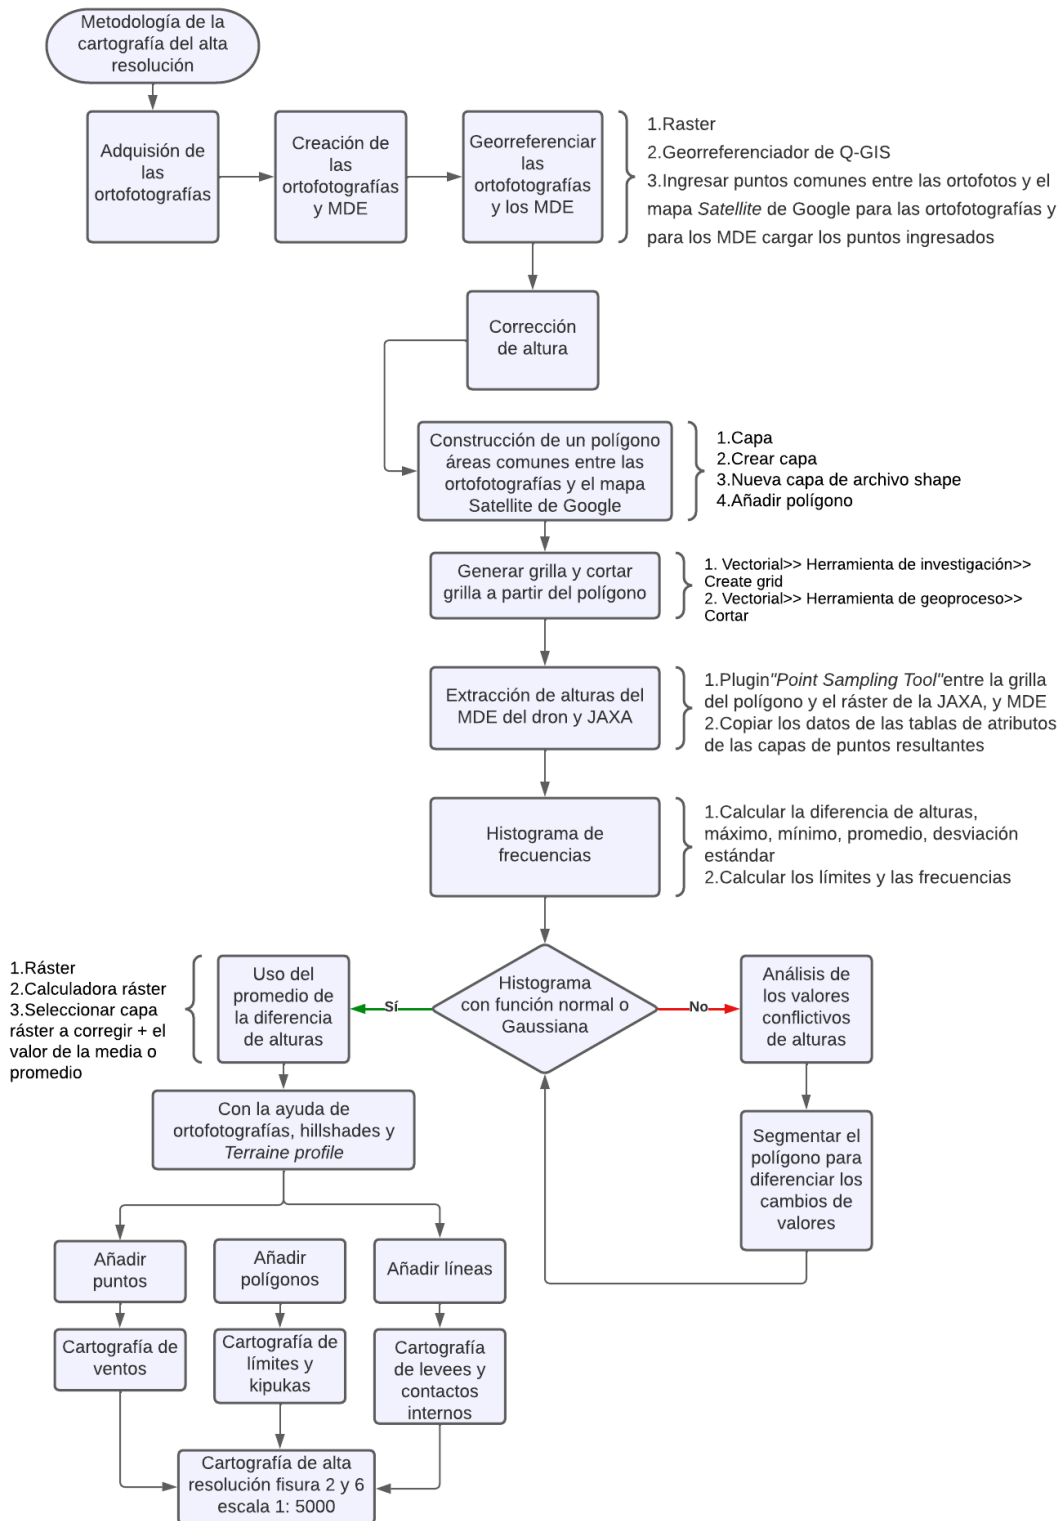 Metodología de la
cartografía del alta
resolución
Adquisión de
las
ortofotografías
Creación de
las
ortofotografías
y MDE
Georreferenciar
las
ortofotografías
y los MDE
1.Raster
2.Georreferenciador de Q-GIS
3.Ingresar puntos comunes entre las ortofotos y el
mapa Satellite de Google para las ortofotografías y
para los MDE cargar los puntos ingresados
Corrección
de altura
Construcción de un polígono
áreas comunes entre las
ortofotografías y el mapa
Satellite de Google
1.Capa
2.Crear capa
3.Nueva capa de archivo shape
4.Añadir polígono
Generar grilla y cortar
grilla a partir del polígono
1. Vectorial>> Herramienta de investigación>>
Create grid
2. Vectorial>> Herramienta de geoproceso>>
Cortar
Extracción de alturas del
MDE del dron y JAXA
1.Plugin"Point Sampling Tool"entre la grilla
del polígono y el ráster de la JAXA, y MDE
2.Copiar los datos de las tablas de atributos
de las capas de puntos resultantes
Histograma de
frecuencias
1.Calcular la diferencia de alturas,
máximo, mínimo, promedio, desviación
estándar
2.Calcular los límites y las frecuencias
Histograma
con función normal o
Gaussiana
Sí
No
1.Ráster
2.Calculadora ráster
3.Seleccionar capa
ráster a corregir + el
valor de la media o
promedio
Uso del
promedio de
la diferencia
de alturas
Análisis de
los valores
conflictivos
de alturas
Segmentar el
polígono para
diferenciar los
cambios de
valores
Con la ayuda de
ortofotografías, hillshades y
Terraine profile
Añadir
puntos
Añadir
polígonos
Añadir líneas
Cartografía de
ventos
Cartografía de
límites y
kipukas
Cartografía
de levees y
contactos
internos
Cartografía de alta
resolución fisura 2 y 6
escala 1: 5000